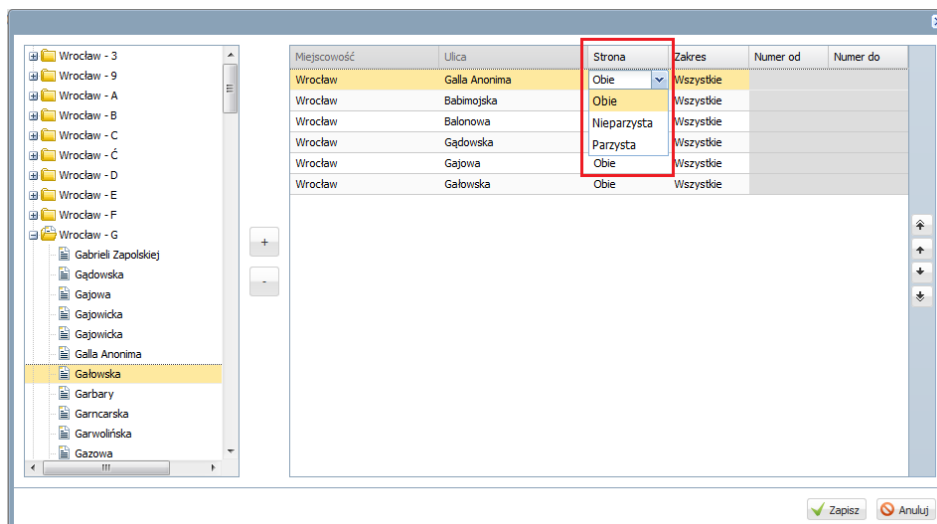 Wrocław - 3
Wrocław - 9
Wrocław - A
Wrocław - B
Wrocław - C
Wrocław - Ć
Wrocław - D
Wrocław - E
Wrocław - F
Wrocław - G
Gabrieli Zapolskiej
Gądowska
Gajowa
Gajowicka
Gajowicka
Galla Anonima
Gałowska
Garbary
Garncarska
Garwolińska
Gazowa
+
-
Miejscowość Ulica Strona Zakres Numer od Numer do
Wrocław Galla Anonima Obie Wszystkie
Wrocław Babimojska Obie Wszystkie
Wrocław Balonowa Nieparzysta Wszystkie
Wrocław Gądowska Parzysta Wszystkie
Wrocław Gajowa Obie Wszystkie
Wrocław Gałowska Obie Wszystkie
Zapisz Anuluj